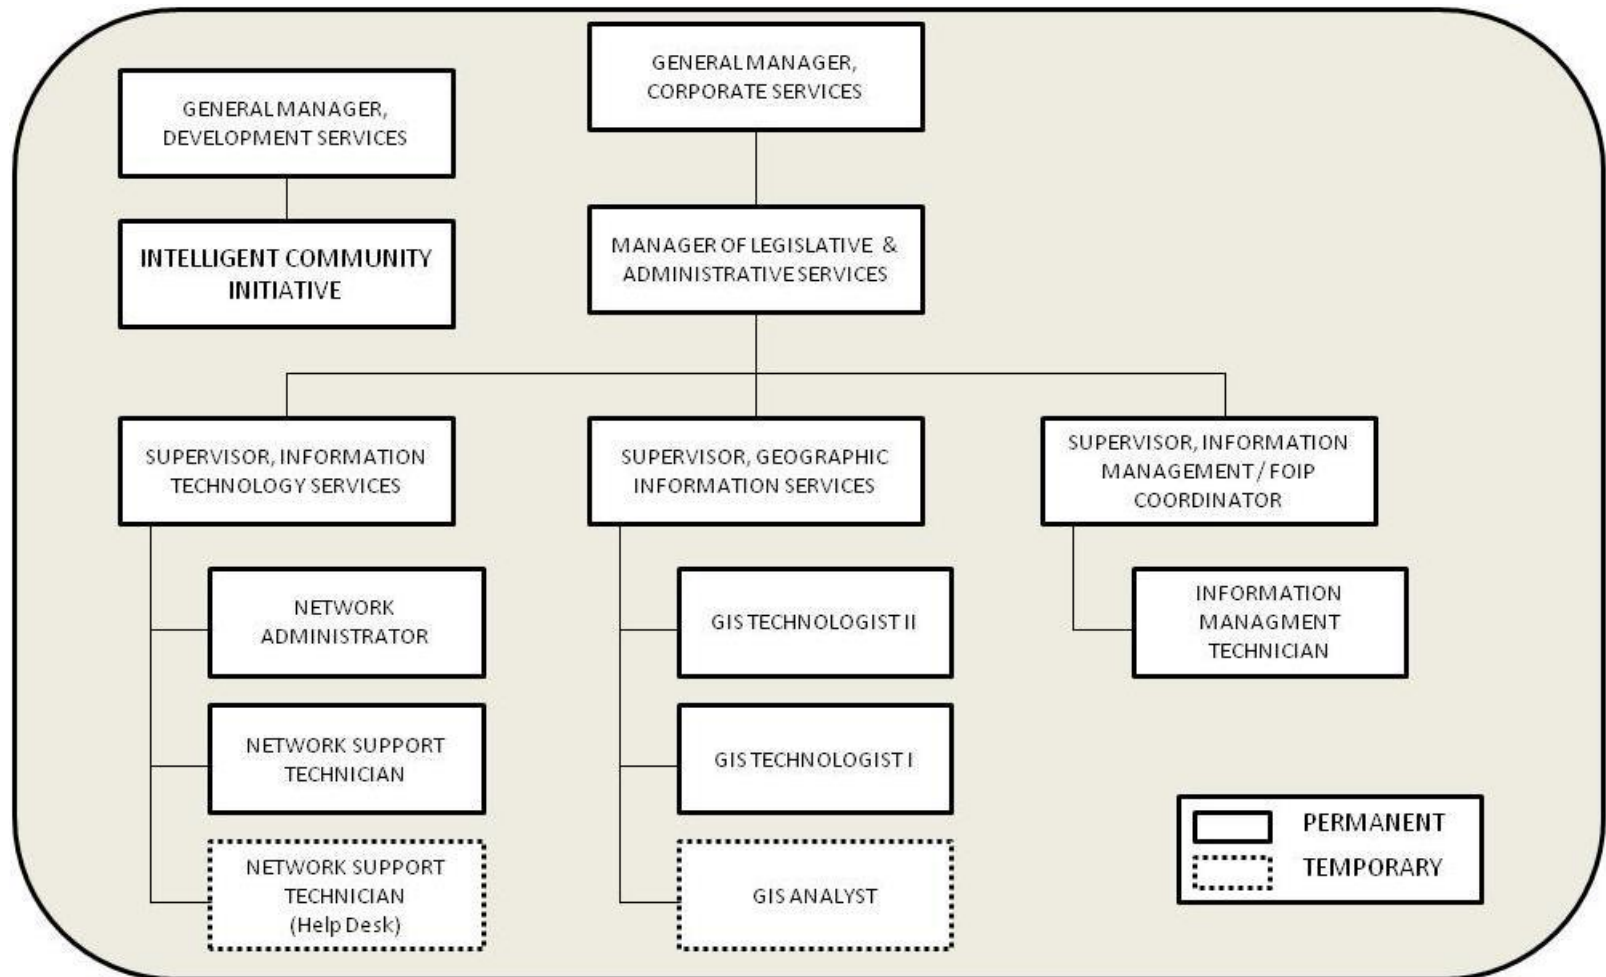 GENERAL MANAGER,
CORPORATE SERVICES
GENERAL MANAGER,
DEVELOPMENT SERVICES
INTELLIGENT COMMUNITY
INITIATIVE
MANAGER OF LEGISLATIVE &
ADMINISTRATIVE SERVICES
SUPERVISOR, INFORMATION
TECHNOLOGY SERVICES
SUPERVISOR, GEOGRAPHIC
INFORMATION SERVICES
SUPERVISOR, INFORMATION
MANAGEMENT / FOIP
COORDINATOR
NETWORK
ADMINISTRATOR
GIS TECHNOLOGIST II
INFORMATION
MANAGMENT
TECHNICIAN
NETWORK SUPPORT
TECHNICIAN
GIS TECHNOLOGIST I
NETWORK SUPPORT
TECHNICIAN
(Help Desk)
GIS ANALYST
PERMANENT
TEMPORARY